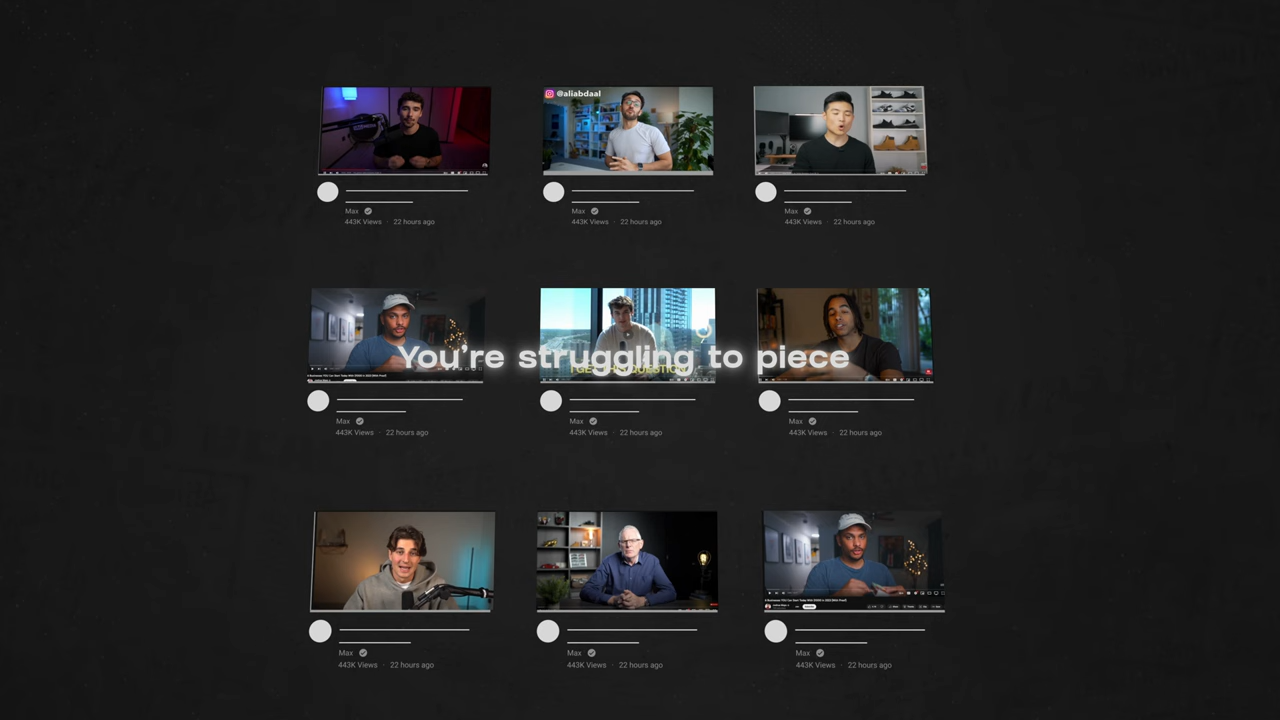 @aliabdaal
Max
443K Views · 22 hours ago
Max
443K Views · 22 hours ago
Max
443K Views · 22 hours ago
You're struggling to piece
I GET THIS QUESTION
Max
443K Views · 22 hours ago
Max
443K Views · 22 hours ago
Max
443K Views · 22 hours ago
Max
443K Views · 22 hours ago
Max
443K Views · 22 hours ago
Max
443K Views · 22 hours ago